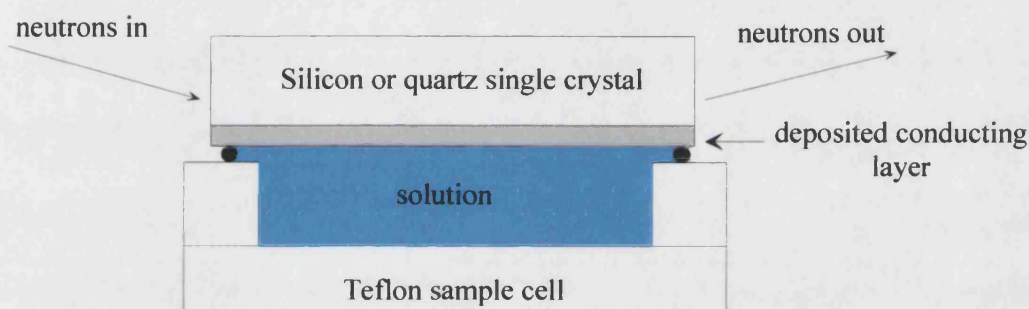 neutrons in
neutrons out
Silicon or quartz single crystal
deposited conducting
layer
solution
Teflon sample cell